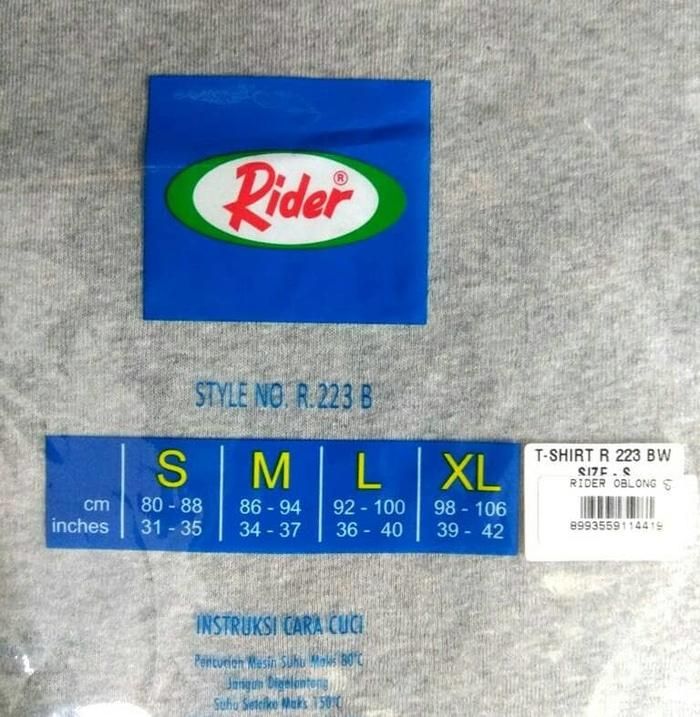 Rider®
STYLE NO. R.223 B
S M L XL
cm 80 - 88 86 - 94 92 - 100 98 - 106
inches 31 - 35 34 - 37 36 - 40 39 - 42
T-SHIRT R 223 BW
SIZE - S
RIDER OBLONG S
8993559114419
INSTRUKSI CARA CUCI
Pencucian Mesin Suhu Maks 80°C
Jangan Digelantang
Suhu Setrika Maks 150°C